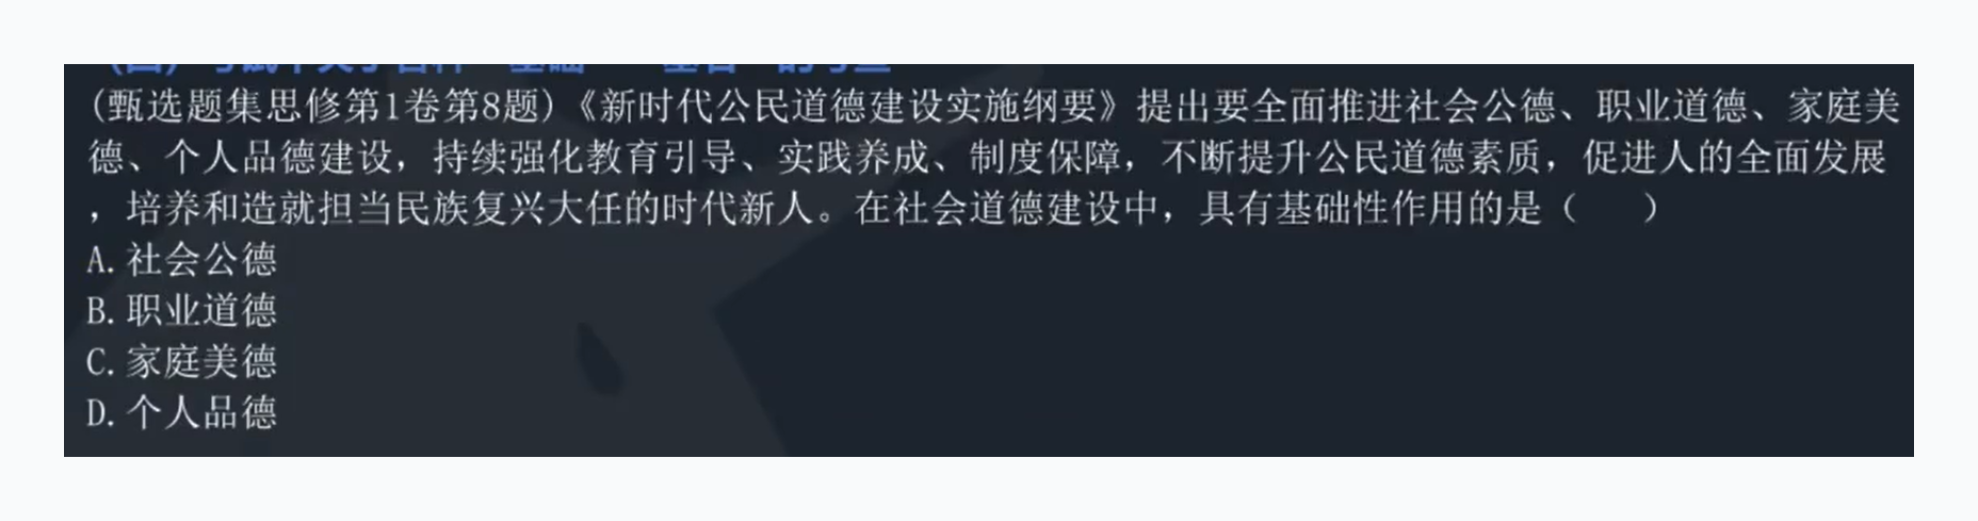 (甄选题集思修第1卷第8题)《新时代公民道德建设实施纲要》提出要全面推进社会公德、职业道德、家庭美
德、个人品德建设，持续强化教育引导、实践养成、制度保障，不断提升公民道德素质，促进人的全面发展
，培养和造就担当民族复兴大任的时代新人。在社会道德建设中，具有基础性作用的是（　　）
A.社会公德
B.职业道德
C.家庭美德
D.个人品德